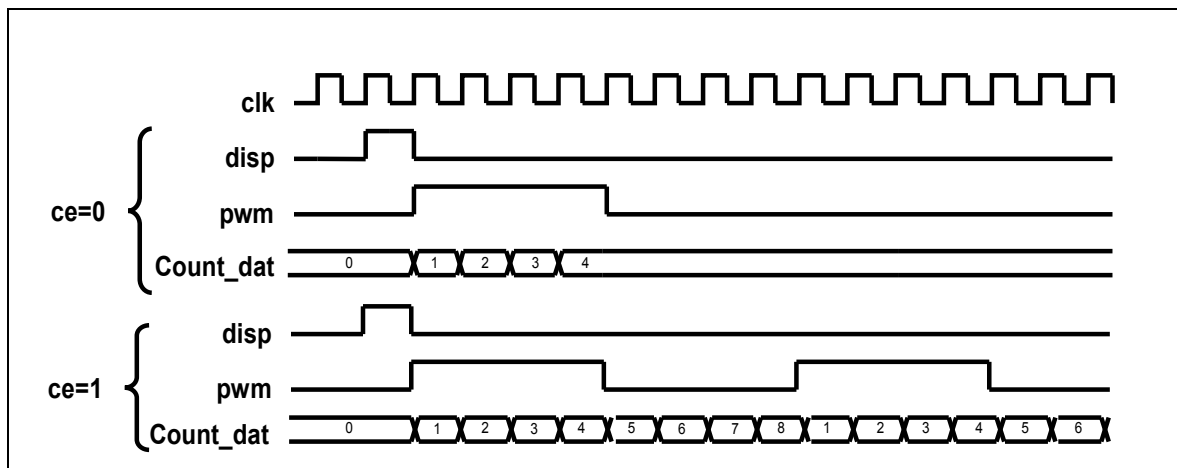 clk
ce=0
disp
pwm
Count_dat 0 1 2 3 4
ce=1
disp
pwm
Count_dat 0 1 2 3 4 5 6 7 8 1 2 3 4 5 6